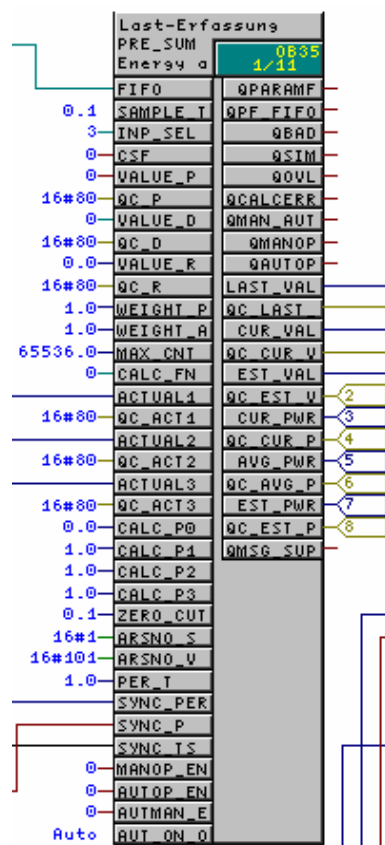 Last-Erfassung
PRE_SUM OB35
Energy a 1/11
FIFO QPARAMF
0.1 SAMPLE_T QPF_FIFO
3 INP_SEL QBAD
0 CSF QSIM
0 VALUE_P QOVL
16#80 QC_P QCALCERR
0 VALUE_D QMAN_AUT
16#80 QC_D QMANOP
0.0 VALUE_R QAUTOP
16#80 QC_R LAST_VAL
1.0 WEIGHT_P QC_LAST_
1.0 WEIGHT_A CUR_VAL
65536.0 MAX_CNT QC_CUR_V
0 CALC_FN EST_VAL
ACTUAL1 QC_EST_V 2
16#80 QC_ACT1 CUR_PWR 3
ACTUAL2 QC_CUR_P 4
16#80 QC_ACT2 AVG_PWR 5
ACTUAL3 QC_AVG_P 6
16#80 QC_ACT3 EST_PWR 7
0.0 CALC_P0 QC_EST_P 8
1.0 CALC_P1 QMSG_SUP
1.0 CALC_P2
1.0 CALC_P3
0.1 ZERO_CUT
16#1 ARSNO_S
16#101 ARSNO_V
1.0 PER_T
SYNC_PER
SYNC_P
SYNC_TS
0 MANOP_EN
0 AUTOP_EN
0 AUTMAN_E
Auto AUT_ON_O